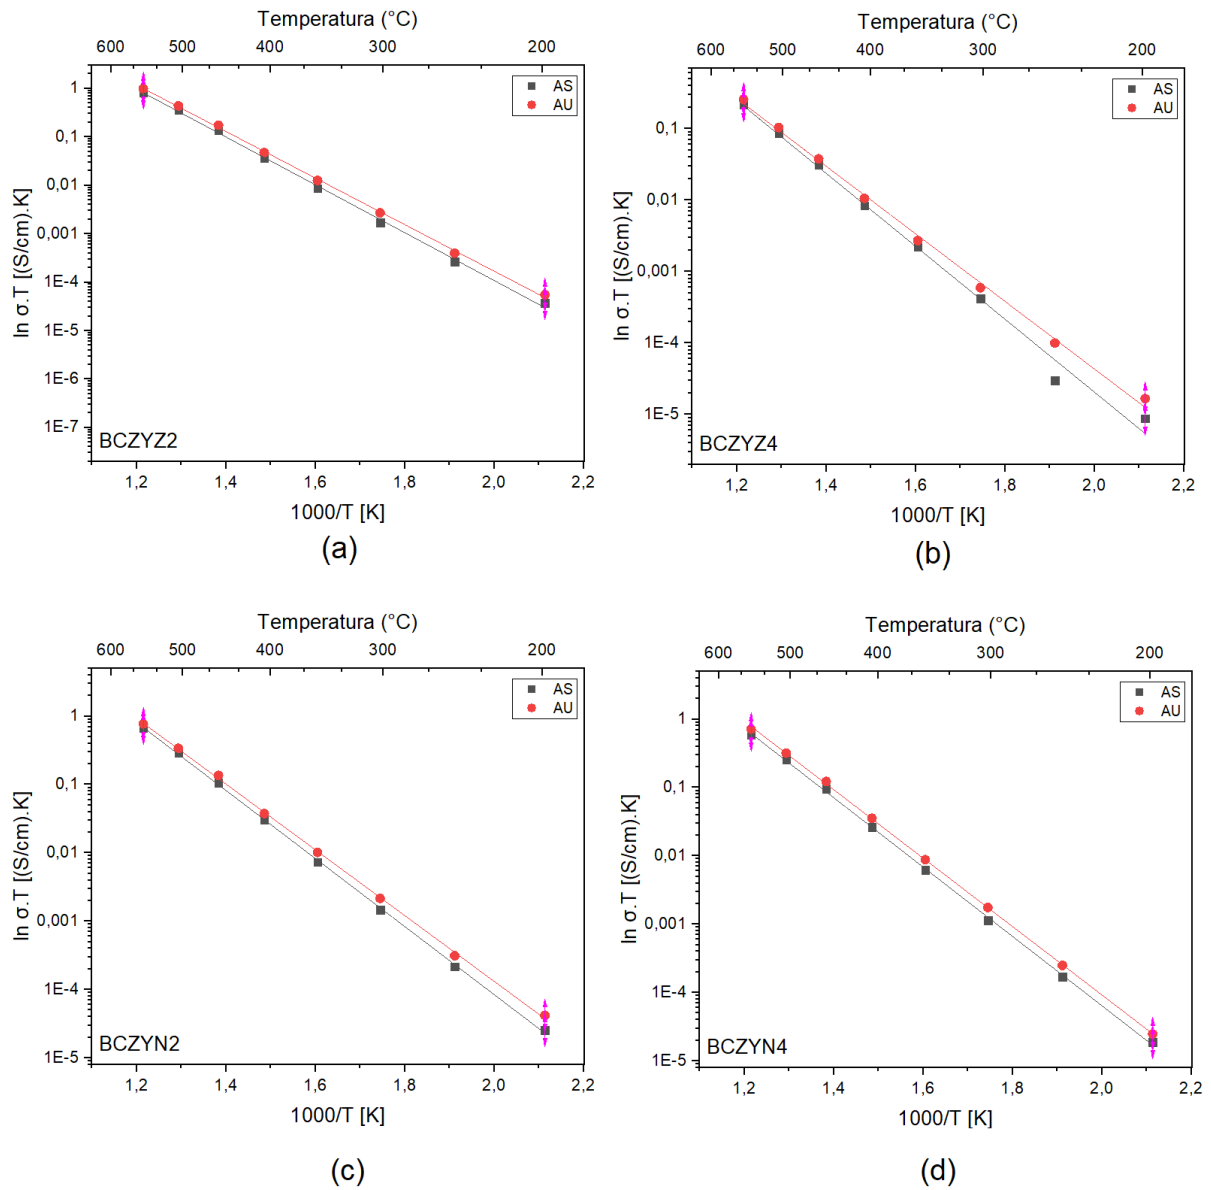 Temperatura (°C)
600 500 400 300 200
1
0,1
0,01
0,001
1E-4
1E-5
1E-6
1E-7
ln σ.T [(S/cm).K]
AS
AU
BCZYZ2
1,2 1,4 1,6 1,8 2,0 2,2
1000/T [K]
(a)
Temperatura (°C)
600 500 400 300 200
0,1
0,01
0,001
1E-4
1E-5
ln σ.T [(S/cm).K]
AS
AU
BCZYZ4
1,2 1,4 1,6 1,8 2,0 2,2
1000/T [K]
(b)
Temperatura (°C)
600 500 400 300 200
1
0,1
0,01
0,001
1E-4
1E-5
ln σ.T [(S/cm).K]
AS
AU
BCZYN2
1,2 1,4 1,6 1,8 2,0 2,2
1000/T [K]
(c)
Temperatura (°C)
600 500 400 300 200
1
0,1
0,01
0,001
1E-4
1E-5
ln σ.T [(S/cm).K]
AS
AU
BCZYN4
1,2 1,4 1,6 1,8 2,0 2,2
1000/T [K]
(d)